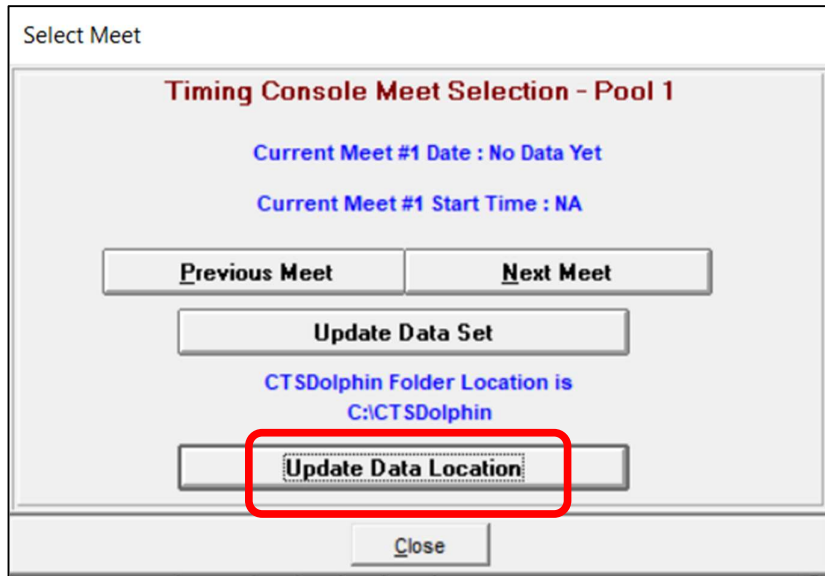 Select Meet
Timing Console Meet Selection - Pool 1
Current Meet #1 Date : No Data Yet
Current Meet #1 Start Time : NA
Previous Meet Next Meet
Update Data Set
CTSDolphin Folder Location is
C:\CTSDolphin
Update Data Location
Close